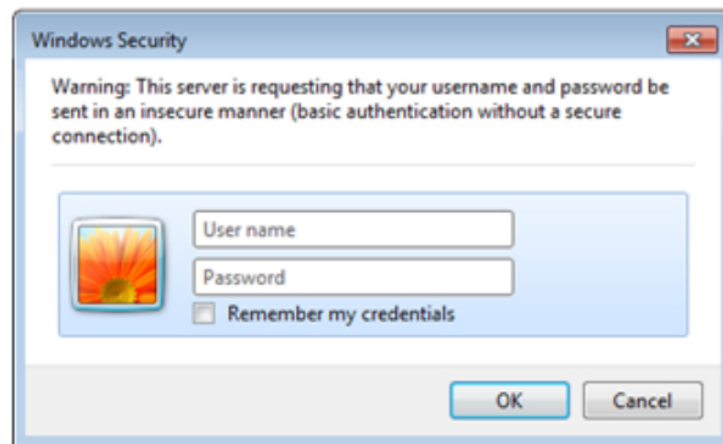 Windows Security
Warning: This server is requesting that your username and password be
sent in an insecure manner (basic authentication without a secure
connection).
User name
Password
Remember my credentials
OK
Cancel